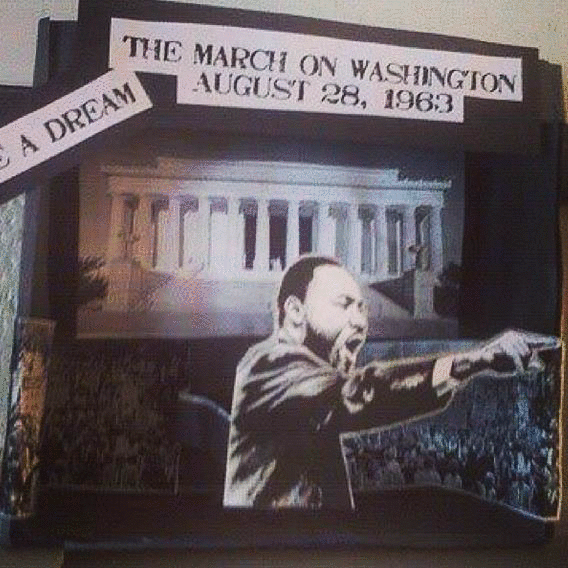 THE MARCH ON WASHINGTON
AUGUST 28, 1963
E A DREAM